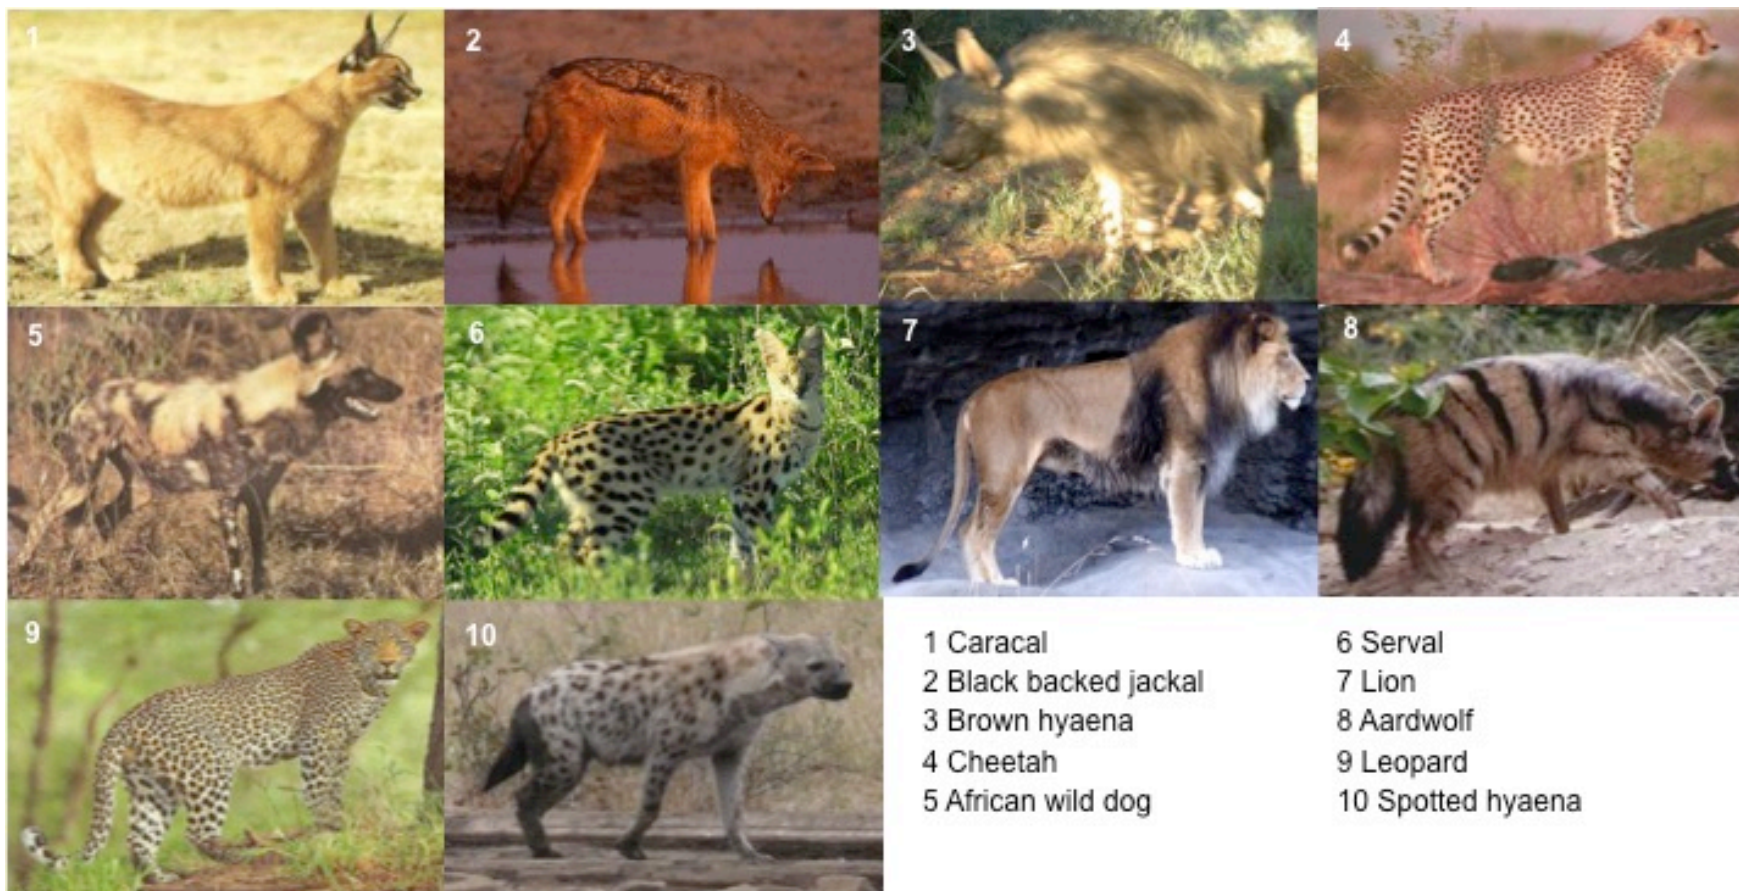 1
2
3
4
5
6
7
8
9
10
1 Caracal
2 Black backed jackal
3 Brown hyaena
4 Cheetah
5 African wild dog
6 Serval
7 Lion
8 Aardwolf
9 Leopard
10 Spotted hyaena